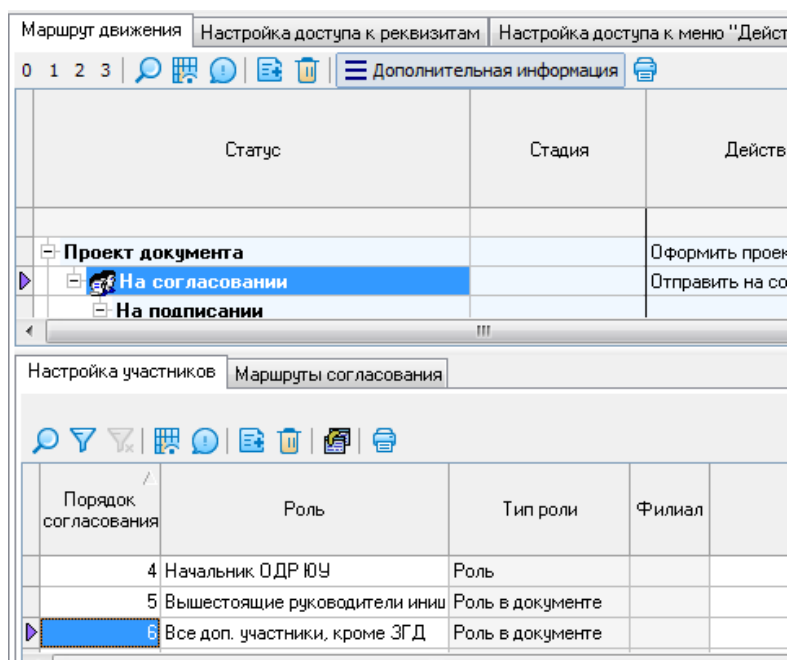 Маршрут движения Настройка доступа к реквизитам Настройка доступа к меню "Дейст
0 1 2 3 Дополнительная информация
Статус Стадия Действ
Проект документа Оформить проек
На согласовании Отправить на со
На подписании
Настройка участников Маршруты согласования
Порядок
согласования Роль Тип роли Филиал
4 Начальник ОДР ЮУ Роль
5 Вышестоящие руководители иниц Роль в документе
6 Все доп. участники, кроме ЗГД Роль в документе